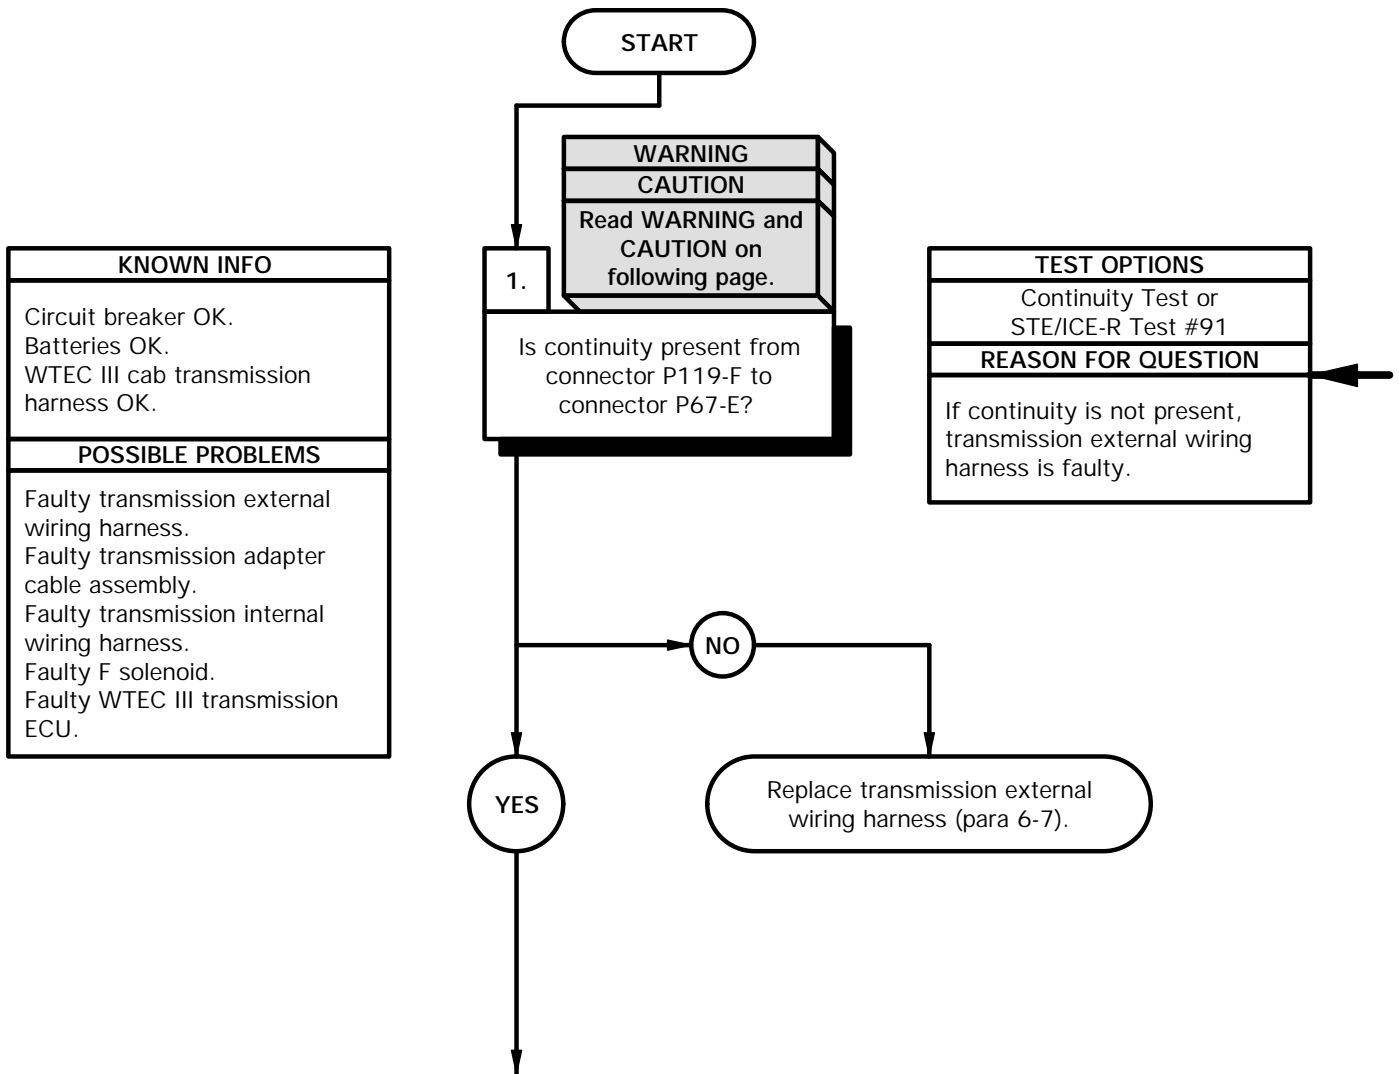 START
WARNING
CAUTION
Read WARNING and
CAUTION on
following page.
KNOWN INFO
Circuit breaker OK.
Batteries OK.
WTEC III cab transmission
harness OK.
POSSIBLE PROBLEMS
Faulty transmission external
wiring harness.
Faulty transmission adapter
cable assembly.
Faulty transmission internal
wiring harness.
Faulty F solenoid.
Faulty WTEC III transmission
ECU.
1.
Is continuity present from
connector P119-F to
connector P67-E?
TEST OPTIONS
Continuity Test or
STE/ICE-R Test #91
REASON FOR QUESTION
If continuity is not present,
transmission external wiring
harness is faulty.
NO
YES
Replace transmission external
wiring harness (para 6-7).